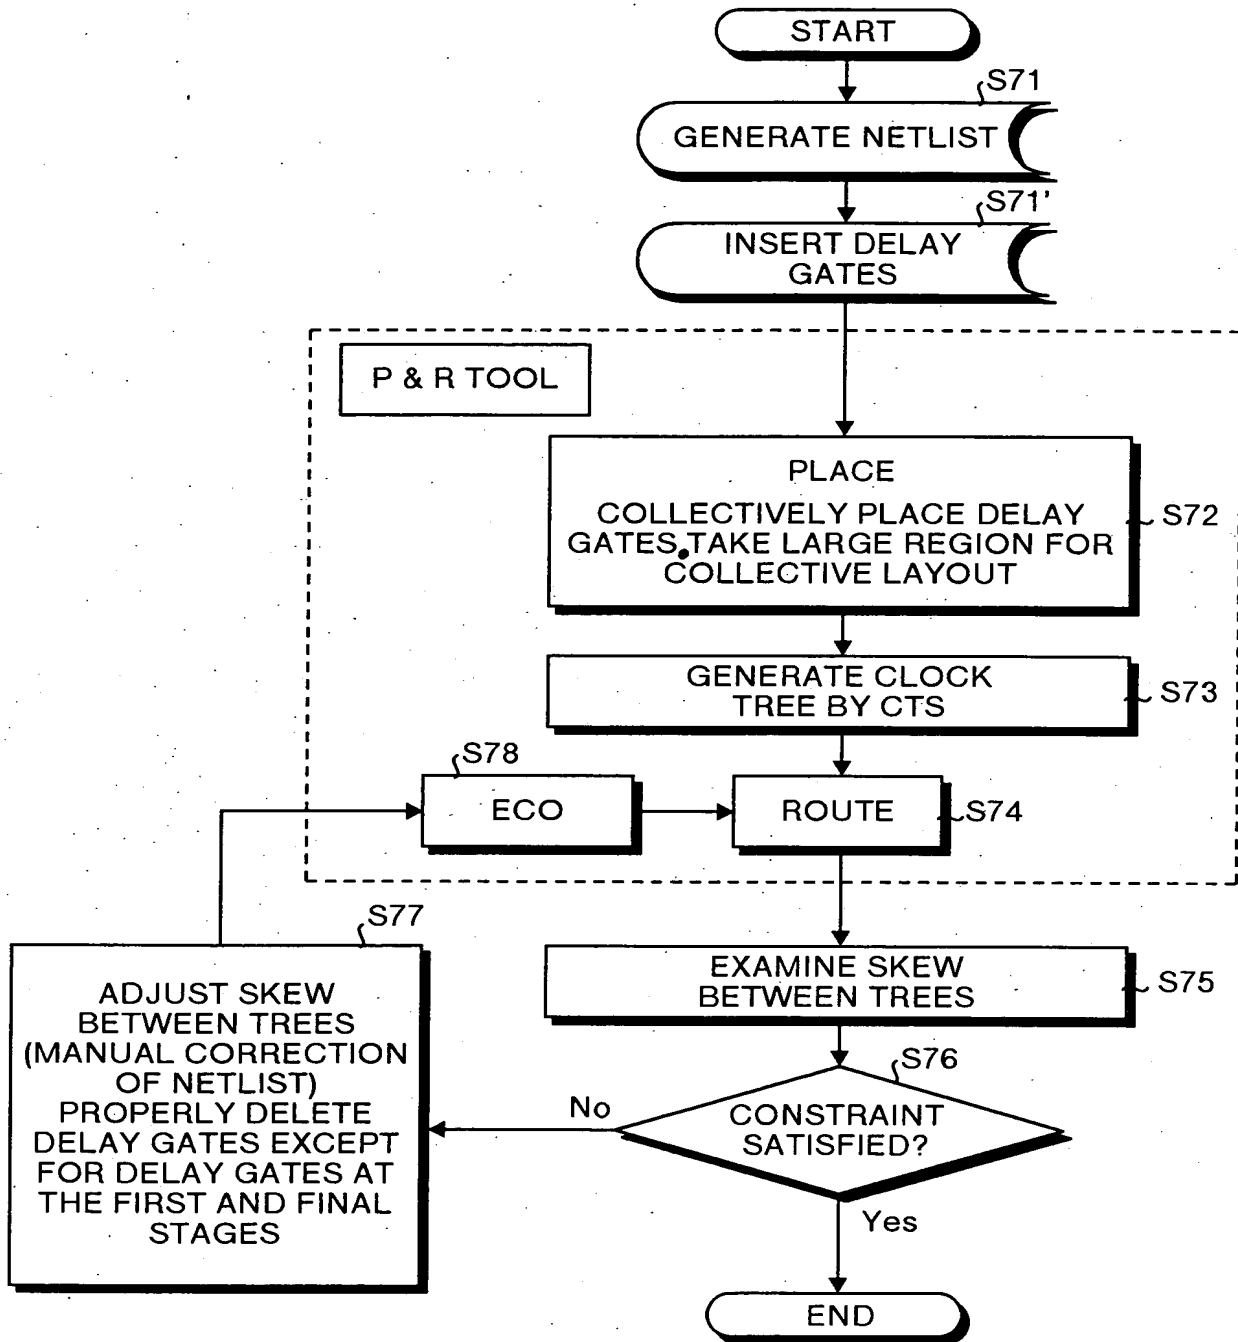 START
S71
GENERATE NETLIST
S71'
INSERT DELAY
GATES
P & R TOOL
PLACE
COLLECTIVELY PLACE DELAY
GATES.TAKE LARGE REGION FOR
COLLECTIVE LAYOUT
S72
GENERATE CLOCK
TREE BY CTS
S73
S78
ECO
ROUTE
S74
S77
ADJUST SKEW
BETWEEN TREES
(MANUAL CORRECTION
OF NETLIST)
PROPERLY DELETE
DELAY GATES EXCEPT
FOR DELAY GATES AT
THE FIRST AND FINAL
STAGES
EXAMINE SKEW
BETWEEN TREES
S75
S76
CONSTRAINT
SATISFIED?
No
Yes
END